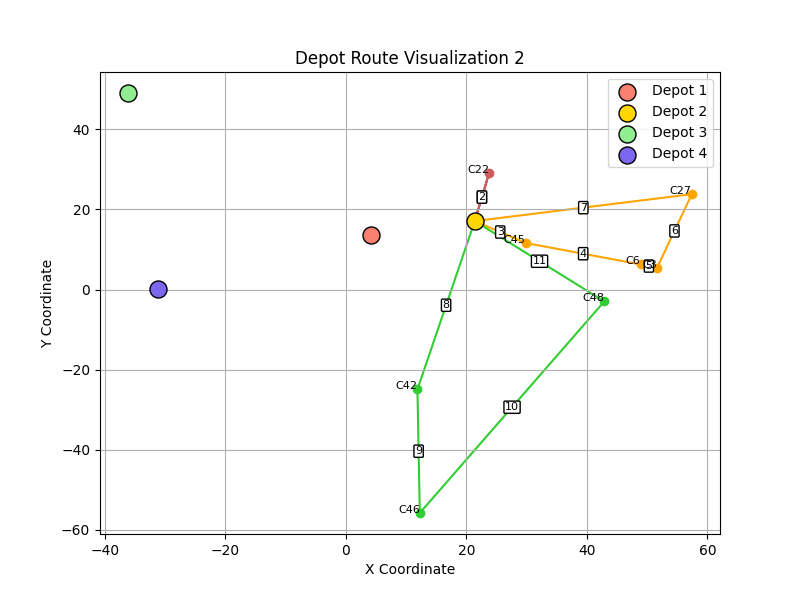 Depot Route Visualization 2
Depot 1
Depot 2
Depot 3
Depot 4
Y Coordinate
40
20
0
−20
−40
−60
C22
2
C27
7
3
C45
6
4
11
C6
5
C48
8
C42
10
9
C46
−40
−20
0
20
40
60
X Coordinate